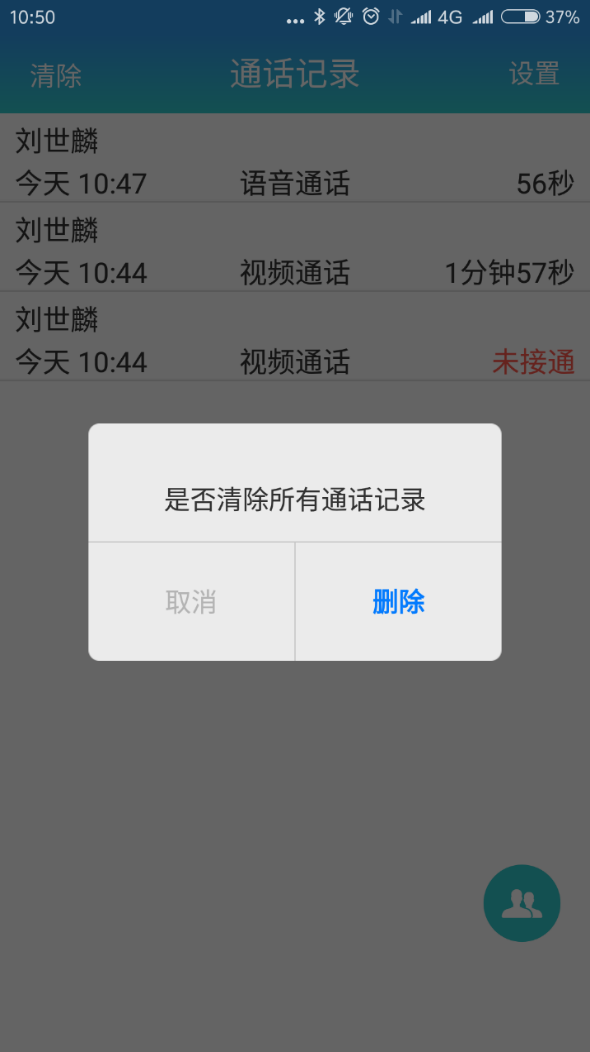 10:50 ... 4G 37%
清除 通话记录 设置
刘世麟
今天 10:47 语音通话 56秒
刘世麟
今天 10:44 视频通话 1分钟57秒
刘世麟
今天 10:44 视频通话 未接通
是否清除所有通话记录
取消 删除